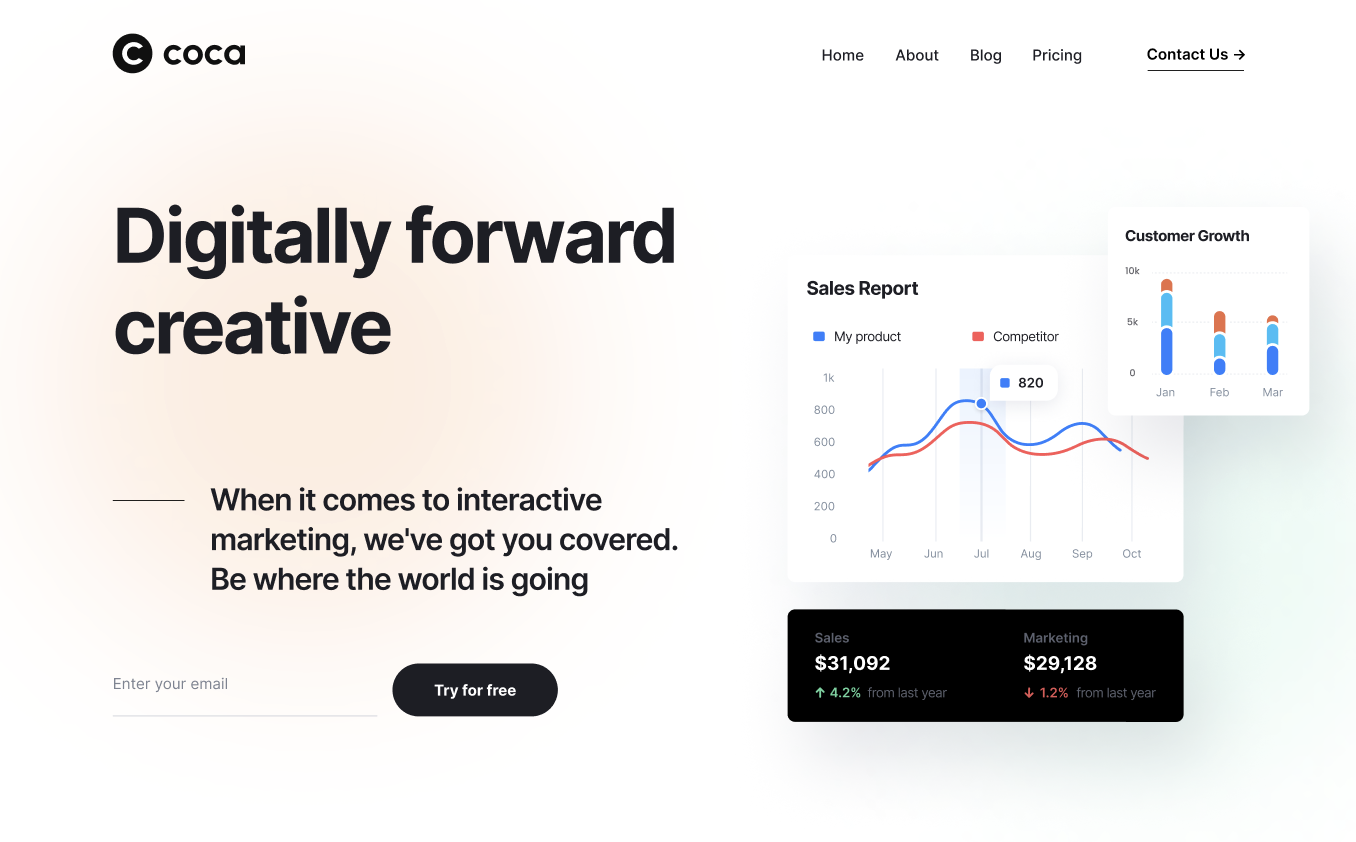 coca
Home About Blog Pricing Contact Us →
Digitally forward
creative
When it comes to interactive
marketing, we've got you covered.
Be where the world is going
Enter your email
Try for free
Sales Report
My product Competitor
820
1k
800
600
400
200
0
May Jun Jul Aug Sep Oct
Customer Growth
10k
5k
0
Jan Feb Mar
Sales
$31,092
↑ 4.2% from last year
Marketing
$29,128
↓ 1.2% from last year